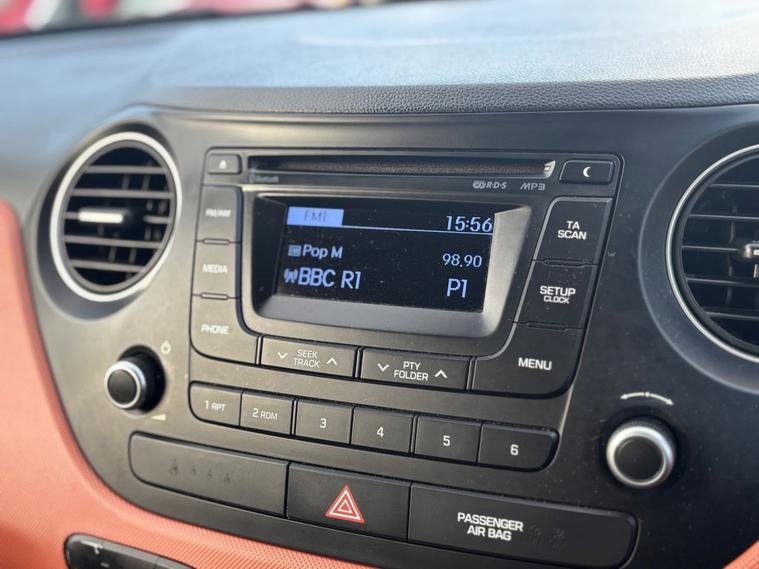 Bluetooth
R·D·S MP3
FM/AM
FM1
15:56
TA
SCAN
Pop M
98.90
MEDIA
BBC R1
P1
SETUP
CLOCK
PHONE
SEEK
TRACK
PTY
FOLDER
MENU
1 RPT
2 RDM
3
4
5
6
PASSENGER
AIR BAG